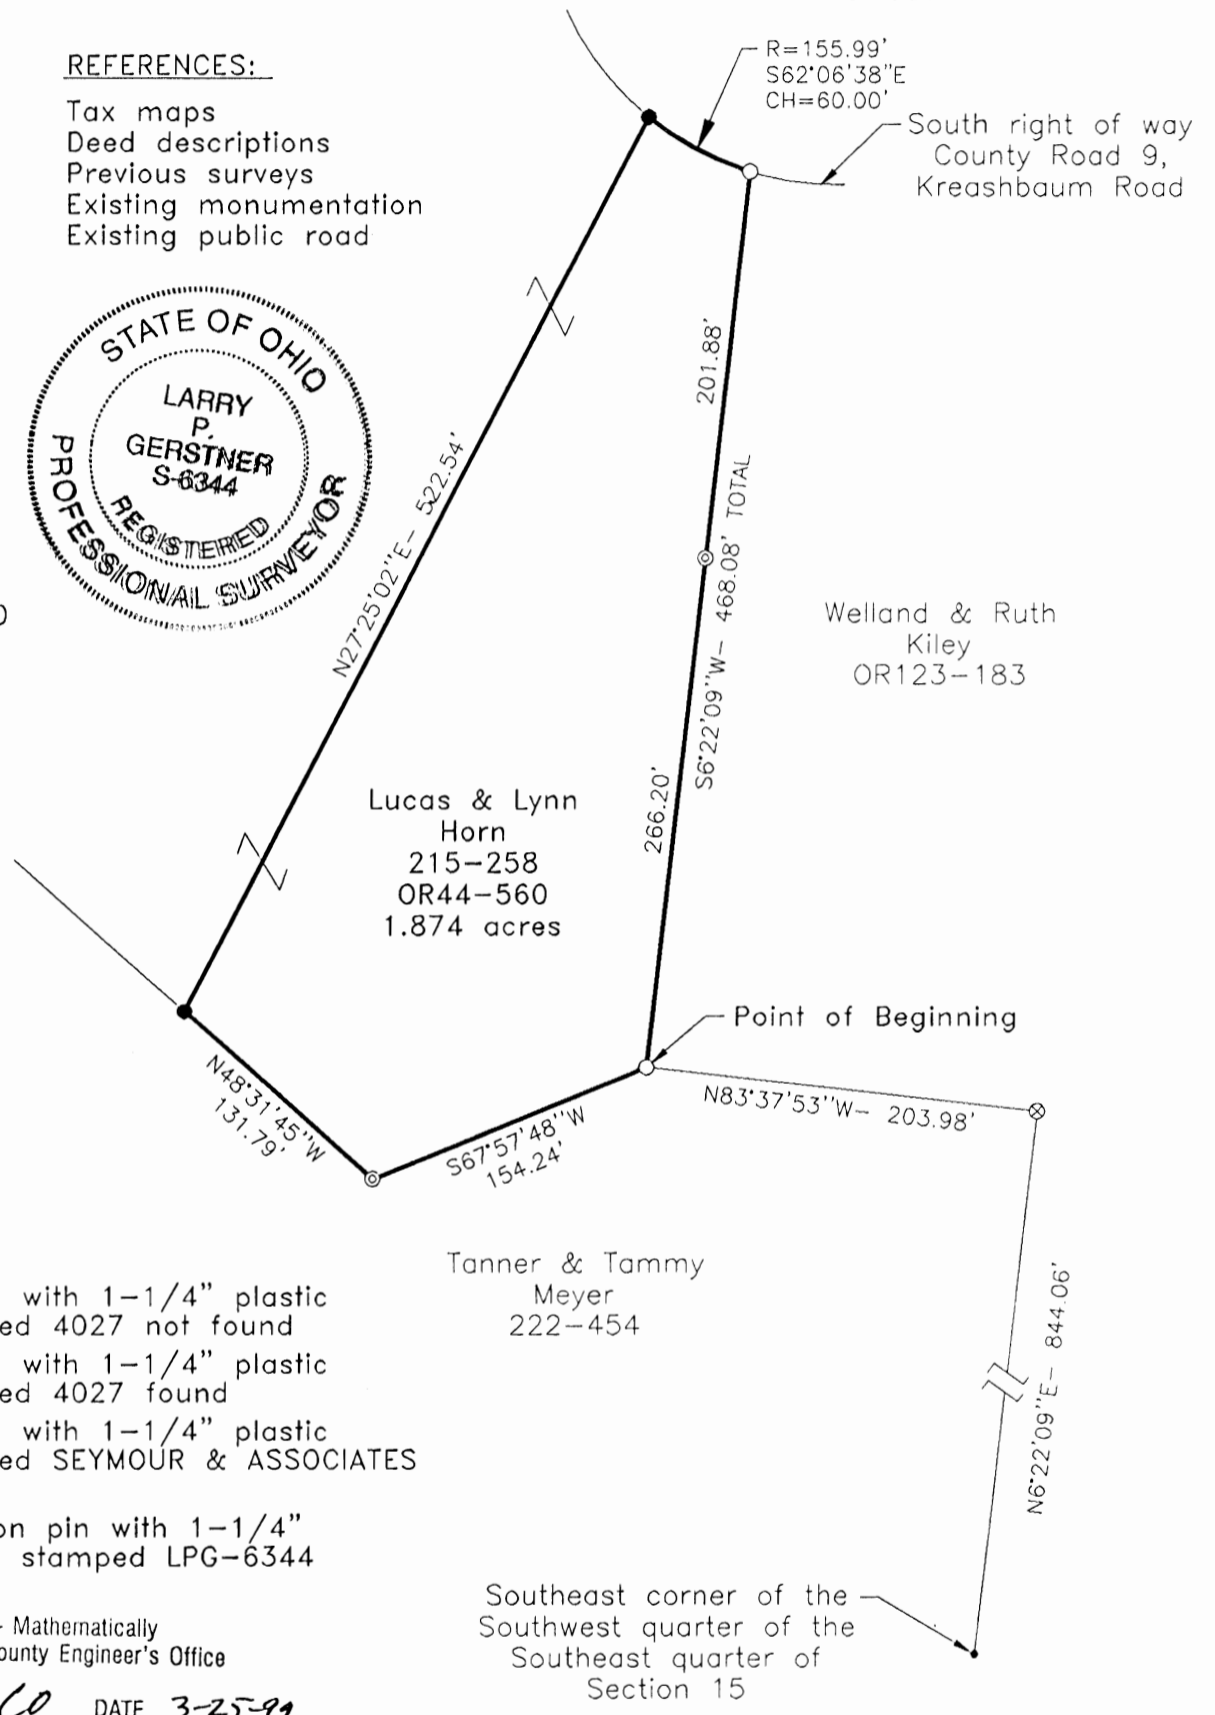 REFERENCES:
Tax maps
Deed descriptions
Previous surveys
Existing monumentation
Existing public road
R=155.99'
S62°06'38"E
CH=60.00'
South right of way
County Road 9,
Kreashbaum Road
STATE OF OHIO
LARRY
P.
GERSTNER
S-6344
REGISTERED
PROFESSIONAL SURVEYOR
N27°25'02"E- 522.54'
201.88'
S6°22'09"W- 468.08' TOTAL
266.20'
Welland & Ruth
Kiley
OR123-183
Lucas & Lynn
Horn
215-258
OR44-560
1.874 acres
Point of Beginning
N83°37'53"W- 203.98'
N48°31'45"W
131.79'
S67°57'48"W
154.24'
Tanner & Tammy
Meyer
222-454
N6°22'09"E- 844.06'
with 1-1/4" plastic
ed 4027 not found
with 1-1/4" plastic
ed 4027 found
with 1-1/4" plastic
ed SEYMOUR & ASSOCIATES
on pin with 1-1/4"
stamped LPG-6344
Southeast corner of the
Southwest quarter of the
Southeast quarter of
Section 15
- Mathematically
ounty Engineer's Office
DATE 3-25-99